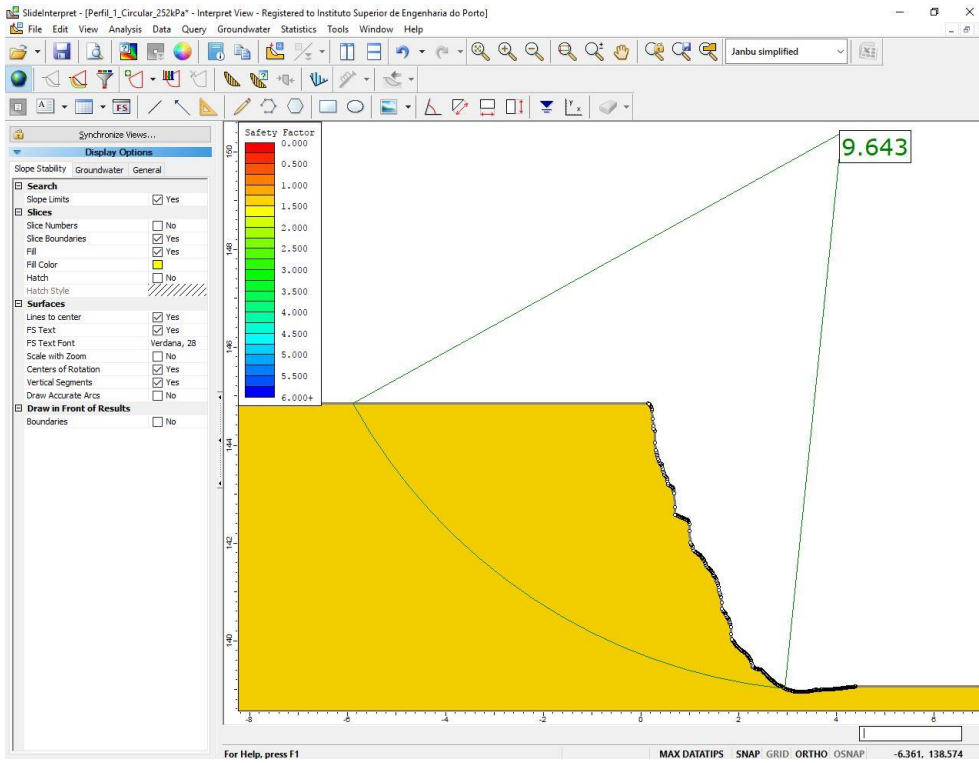 SlideInterpret - [Perfil_1_Circular_252kPa* - Interpret View - Registered to Instituto Superior de Engenharia do Porto]
File Edit View Analysis Data Query Groundwater Statistics Tools Window Help
Janbu simplified
Synchronize Views...
Display Options
Slope Stability Groundwater General
Search
Slope Limits Yes
Slices
Slice Numbers No
Slice Boundaries Yes
Fill Yes
Fill Color
Hatch No
Hatch Style
Surfaces
Lines to center Yes
FS Text Yes
FS Text Font Verdana, 28
Scale with Zoom No
Centers of Rotation Yes
Vertical Segments Yes
Draw Accurate Arcs No
Draw in Front of Results
Boundaries No
Safety Factor
0.000
0.500
1.000
1.500
2.000
2.500
3.000
3.500
4.000
4.500
5.000
5.500
6.000+
9.643
150
148
146
144
142
140
-8 -6 -4 -2 0 2 4 6
For Help, press F1
MAX DATATIPS SNAP GRID ORTHO OSNAP -6.361, 138.574